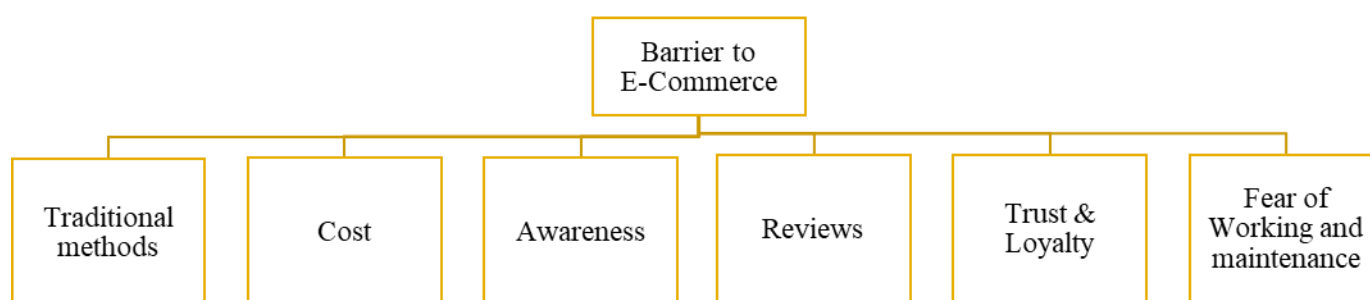 Barrier to
E-Commerce
Traditional
methods
Cost
Awareness
Reviews
Trust &
Loyalty
Fear of
Working and
maintenance